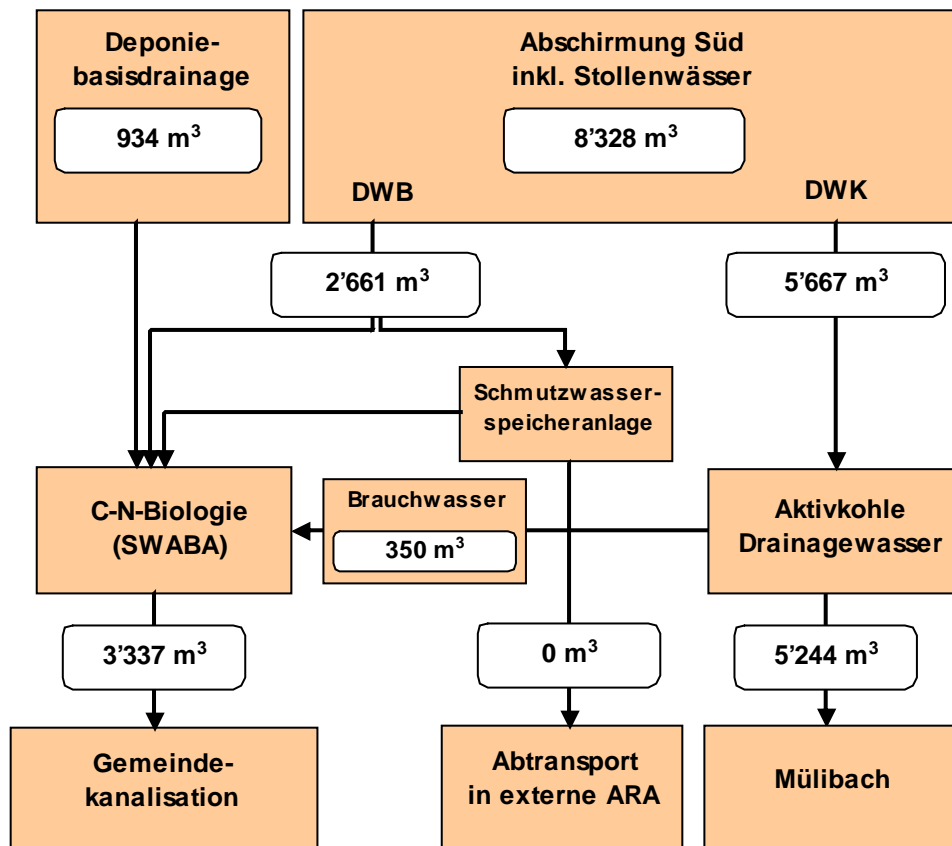 Deponie-
basisdrainage
934 m³
Abschirmung Süd
inkl. Stollenwässer
8’328 m³
DWB
DWK
2’661 m³
5’667 m³
Schmutzwasser-
speicheranlage
C-N-Biologie
(SWABA)
Brauchwasser
350 m³
Aktivkohle
Drainagewasser
3’337 m³
0 m³
5’244 m³
Gemeinde-
kanalisation
Abtransport
in externe ARA
Mülibach